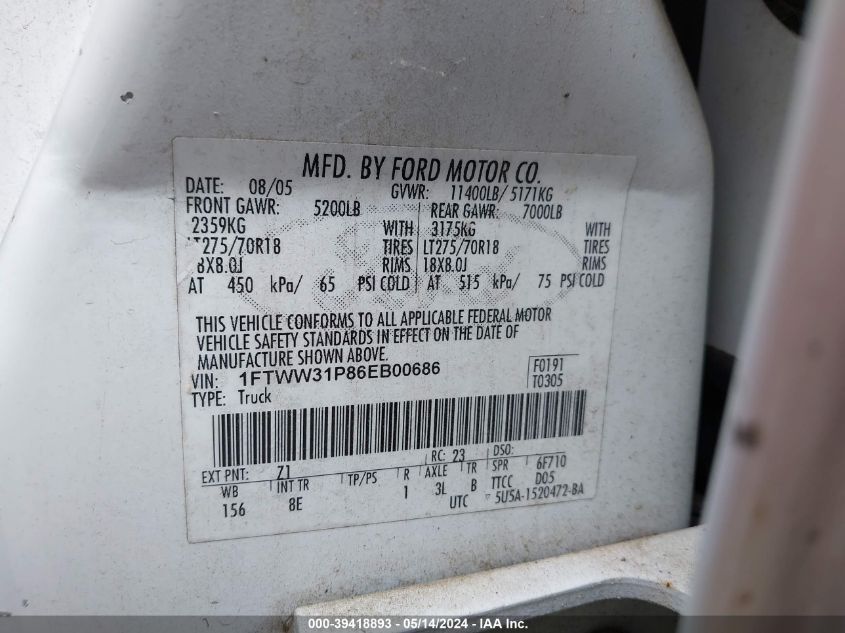 MFD. BY FORD MOTOR CO.
DATE: 08/05 GVWR: 11400LB/ 5171KG
FRONT GAWR: 5200LB REAR GAWR: 7000LB
2359KG WITH 3175KG WITH
LT275/70R18 TIRES LT275/70R18 TIRES
8X8.0J RIMS 18X8.0J RIMS
AT 450 kPa/ 65 PSI COLD AT 515 kPa/ 75 PSI COLD
THIS VEHICLE CONFORMS TO ALL APPLICABLE FEDERAL MOTOR
VEHICLE SAFETY STANDARDS IN EFFECT ON THE DATE OF
MANUFACTURE SHOWN ABOVE.
VIN: 1FTWW31P86EB00686 F0191
TYPE: Truck T0305
RC: 23 DSO:
EXT PNT: Z1 6F710
WB INT TR TP/PS R AXLE TR SPR D05
156 8E 1 3L B TTCC
UTC 5U5A-1520472-BA
000-39418893 - 05/14/2024 - IAA Inc.